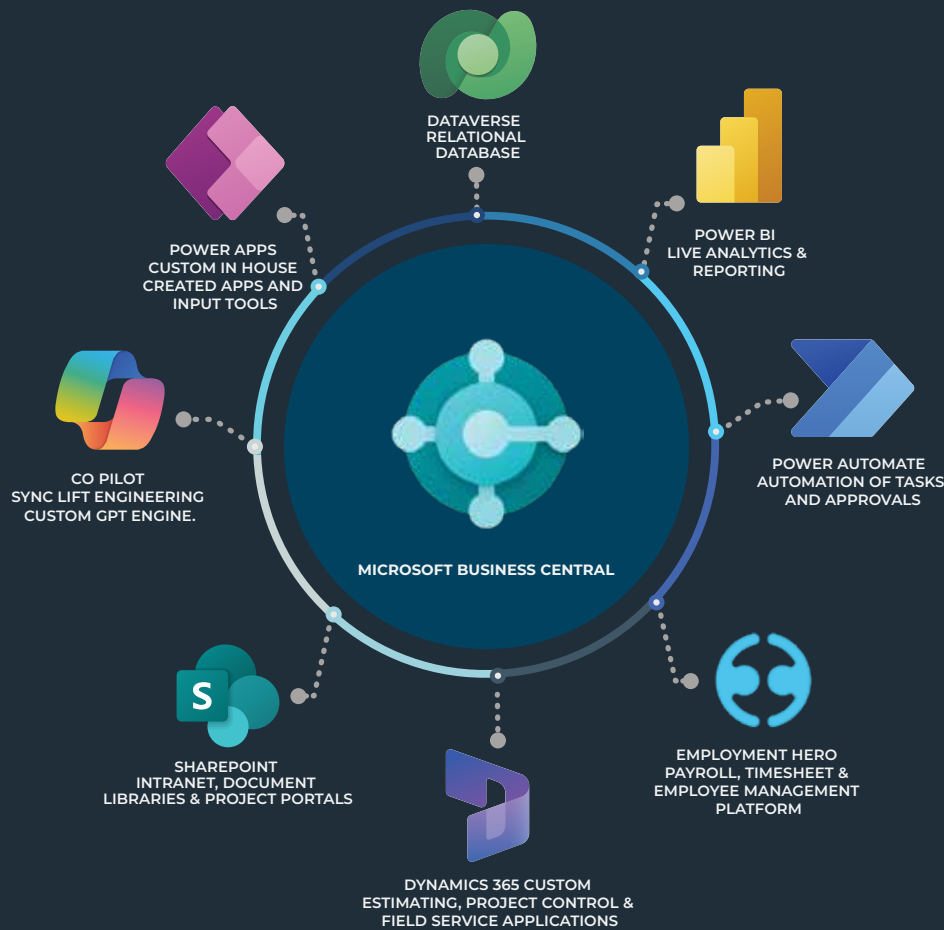 DATAVERSE
RELATIONAL
DATABASE
POWER BI
LIVE ANALYTICS &
REPORTING
POWER AUTOMATE
AUTOMATION OF TASKS
AND APPROVALS
EMPLOYMENT HERO
PAYROLL, TIMESHEET &
EMPLOYEE MANAGEMENT
PLATFORM
DYNAMICS 365 CUSTOM
ESTIMATING, PROJECT CONTROL &
FIELD SERVICE APPLICATIONS
S
SHAREPOINT
INTRANET, DOCUMENT
LIBRARIES & PROJECT PORTALS
CO PILOT
SYNC LIFT ENGINEERING
CUSTOM GPT ENGINE.
POWER APPS
CUSTOM IN HOUSE
CREATED APPS AND
INPUT TOOLS
MICROSOFT BUSINESS CENTRAL